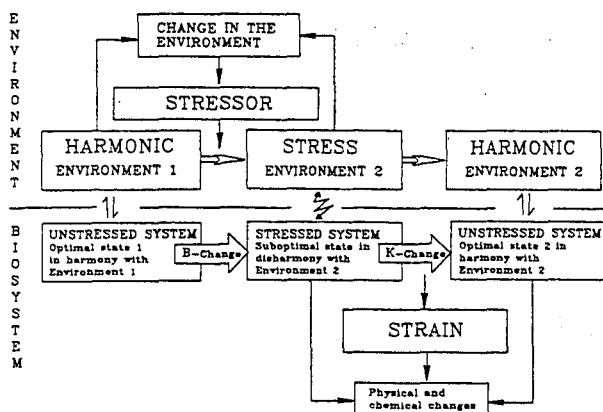 ENVIRONMENT
CHANGE IN THE
ENVIRONMENT
STRESSOR
HARMONIC
ENVIRONMENT 1
STRESS
ENVIRONMENT 2
HARMONIC
ENVIRONMENT 2
BIOSYSTEM
UNSTRESSED SYSTEM
Optimal state 1
in harmony with
Environment
1
B-Change
STRESSED SYSTEM
Suboptimal state in
disharmony with
Environment 2
K-Change
UNSTRESSED SYSTEM
Optimal state 2 in
harmony with
Environment
2
STRAIN
Physical and
chemical changes